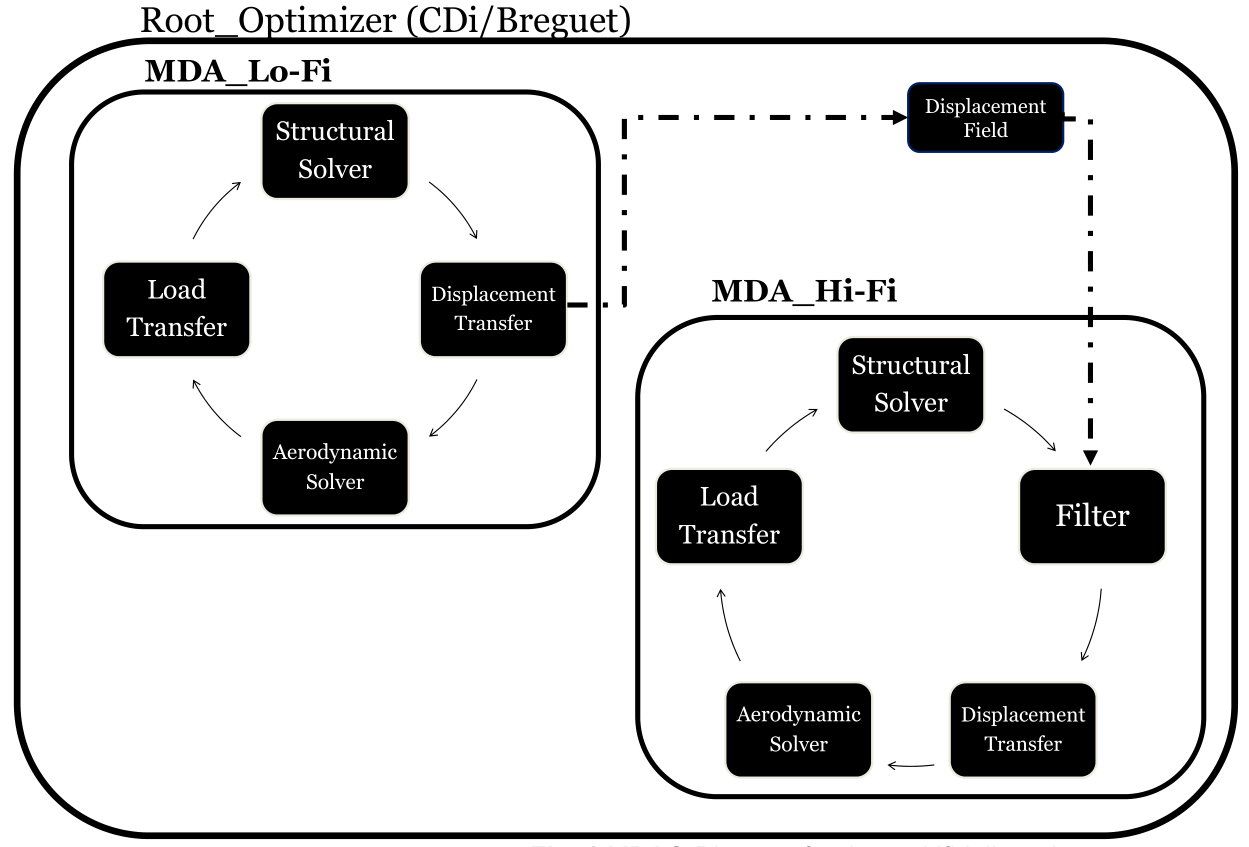 Root_Optimizer (CDi/Breguet)
MDA_Lo-Fi
Structural
Solver
Displacement
Field
Load
Transfer
Displacement
Transfer
Aerodynamic
Solver
MDA_Hi-Fi
Structural
Solver
Load
Transfer
Filter
Aerodynamic
Solver
Displacement
Transfer